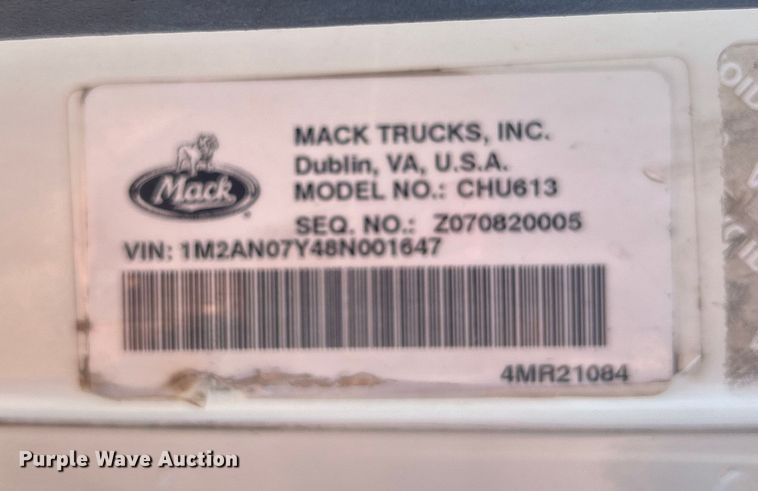 MACK TRUCKS, INC.
Dublin, VA, U.S.A.
MODEL NO.: CHU613
SEQ. NO.: Z070820005
Mack
VIN: 1M2AN07Y48N001647
4MR21084
Purple Wave Auction